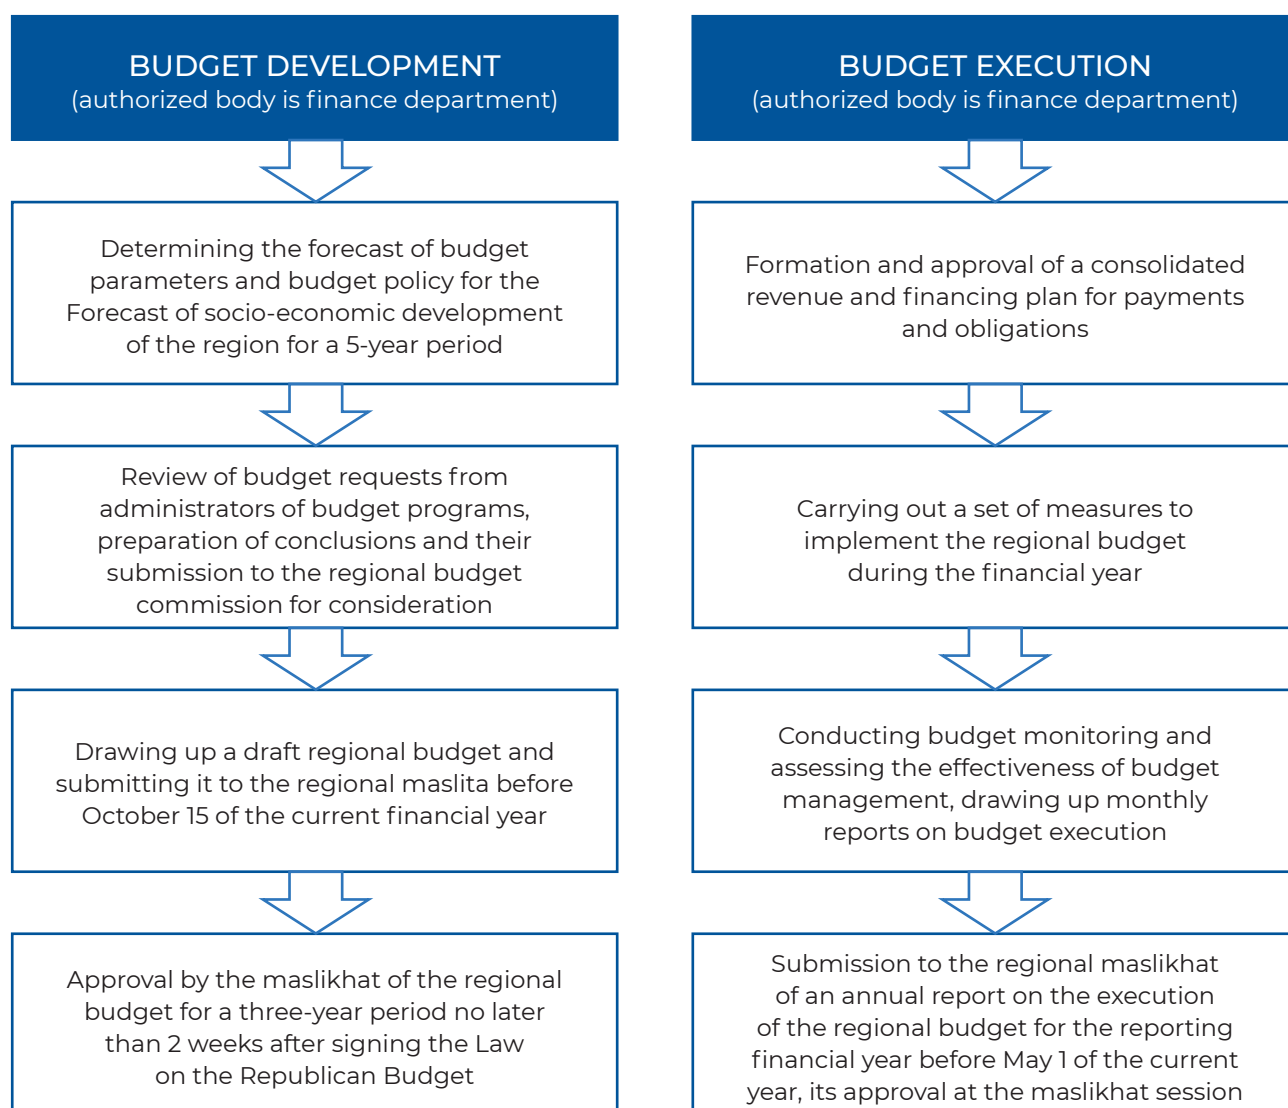 BUDGET DEVELOPMENT
(authorized body is finance department)
Determining the forecast of budget
parameters and budget policy for the
Forecast of socio-economic development
of the region for a 5-year period
Review of budget requests from
administrators of budget programs,
preparation of conclusions and their
submission to the regional budget
commission for consideration
Drawing up a draft regional budget and
submitting it to the regional maslita before
October 15 of the current financial year
Approval by the maslikhat of the regional
budget for a three-year period no later
than 2 weeks after signing the Law
on the Republican Budget
BUDGET EXECUTION
(authorized body is finance department)
Formation and approval of a consolidated
revenue and financing plan for payments
and obligations
Carrying out a set of measures to
implement the regional budget
during the financial year
Conducting budget monitoring and
assessing the effectiveness of budget
management, drawing up monthly
reports on budget execution
Submission to the regional maslikhat
of an annual report on the execution
of the regional budget for the reporting
financial year before May 1 of the current
year, its approval at the maslikhat session